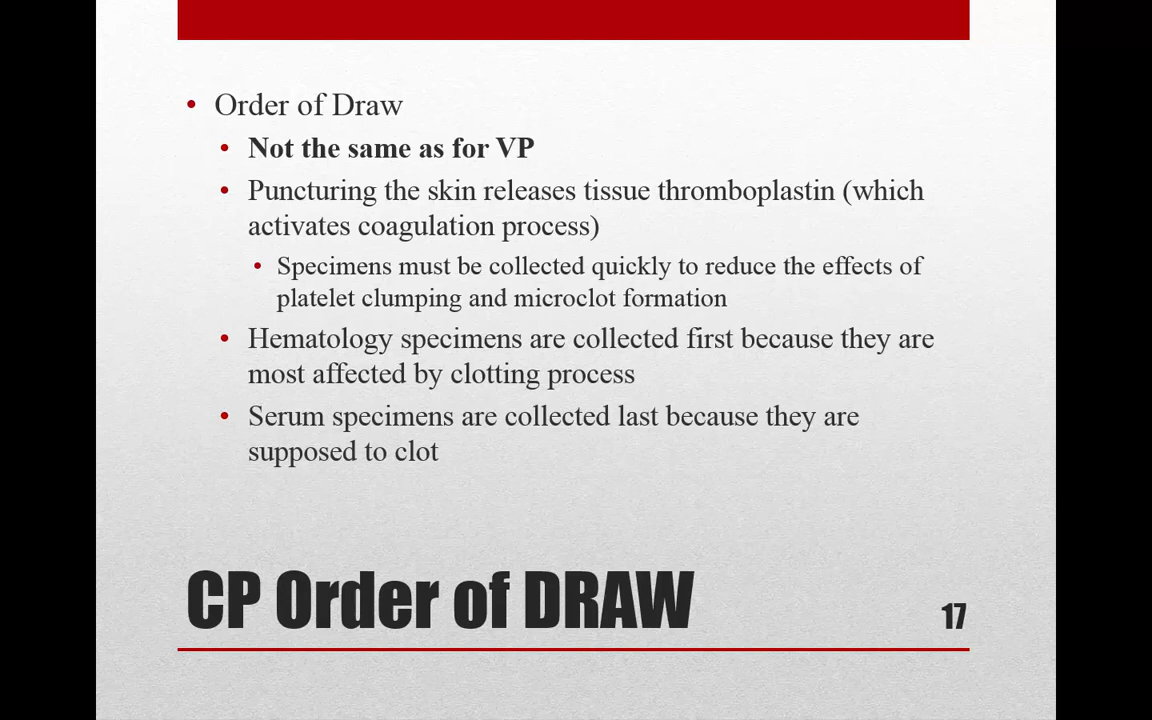 • Order of Draw
• Not the same as for VP
• Puncturing the skin releases tissue thromboplastin (which
activates coagulation process)
• Specimens must be collected quickly to reduce the effects of
platelet clumping and microclot formation
• Hematology specimens are collected first because they are
most affected by clotting process
• Serum specimens are collected last because they are
supposed to clot
CP Order of DRAW
17